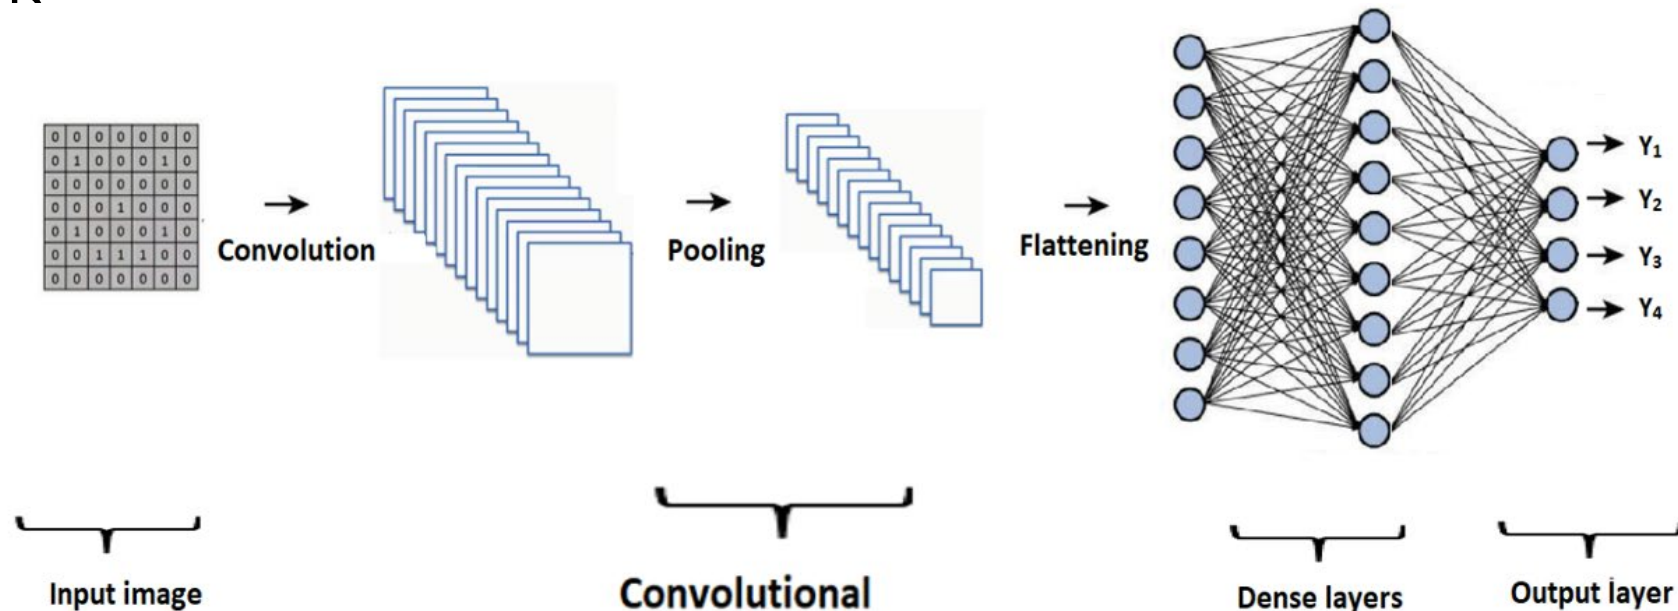 0 0 0 0 0 0 0
0 1 0 0 0 1 0
0 0 0 0 0 0 0
0 0 0 1 0 0 0
0 1 0 0 0 1 0
0 0 1 1 1 0 0
0 0 0 0 0 0 0
Convolution
Pooling
Flattening
Y₁
Y₂
Y₃
Y₄
Input image
Convolutional
Dense layers
Output layer